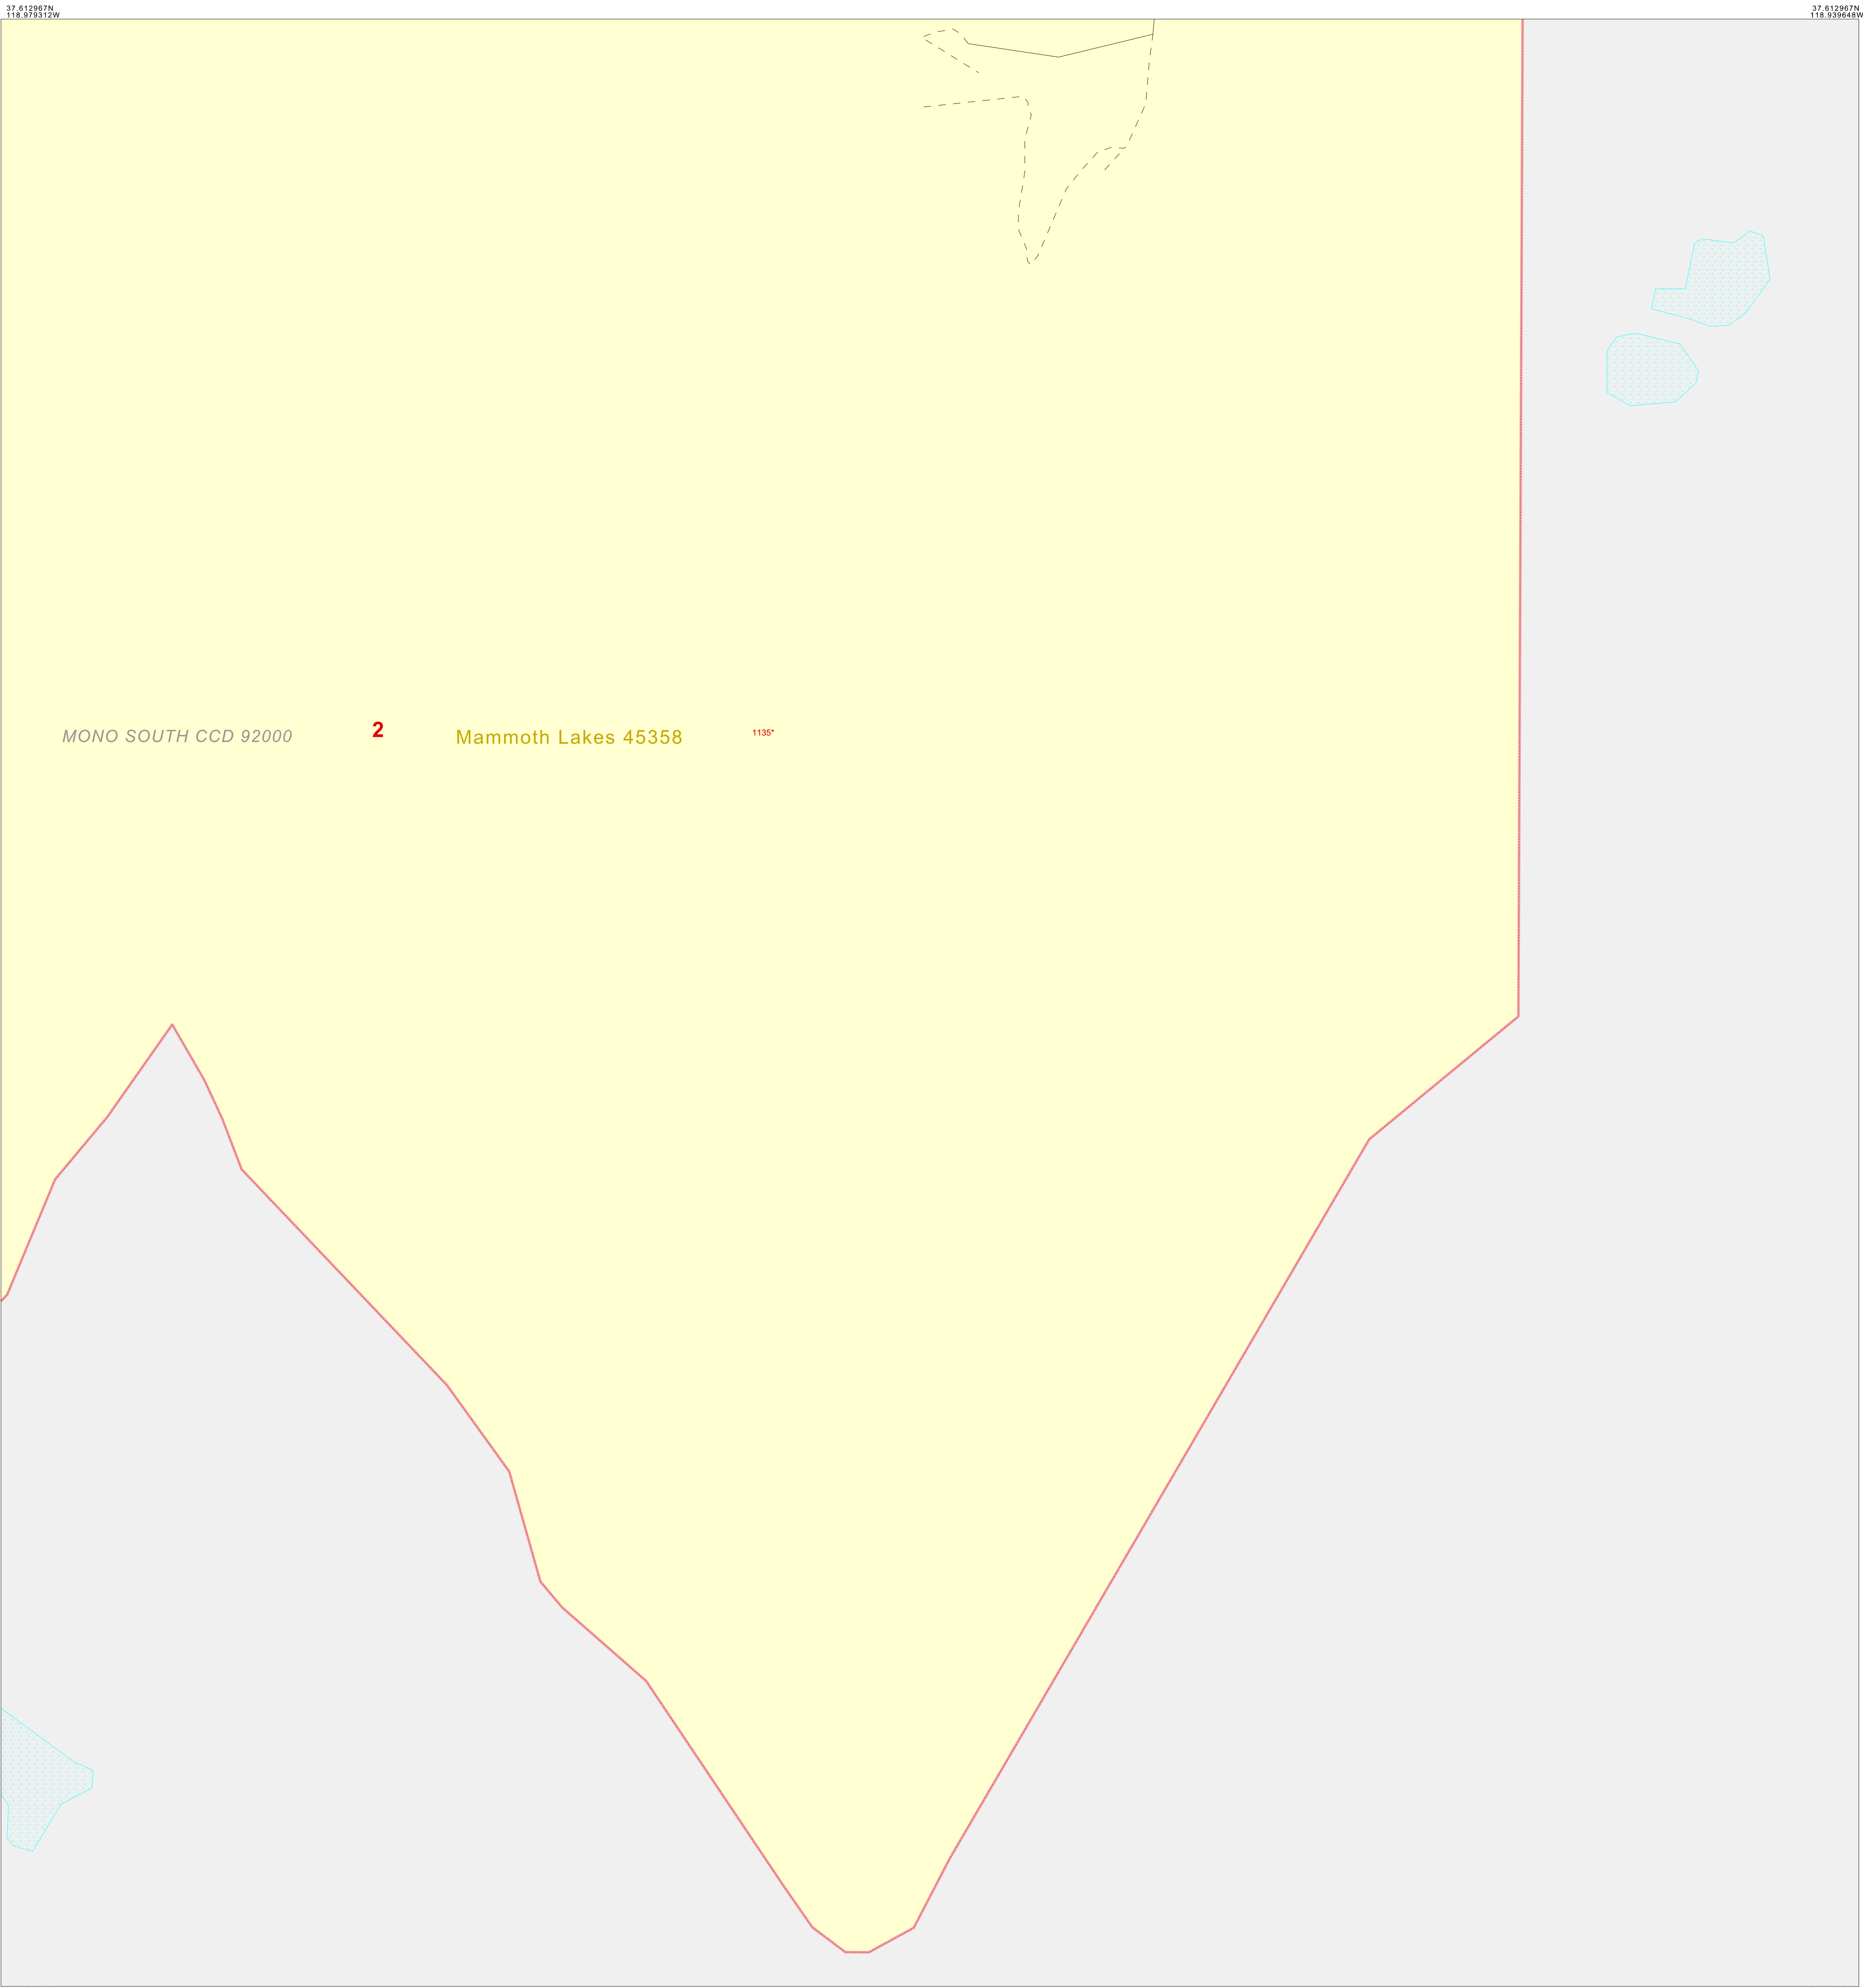 37.612967N
118.979312W
37.612967N
118.939648W
MONO SOUTH CCD 92000
2
Mammoth Lakes 45358
1135*